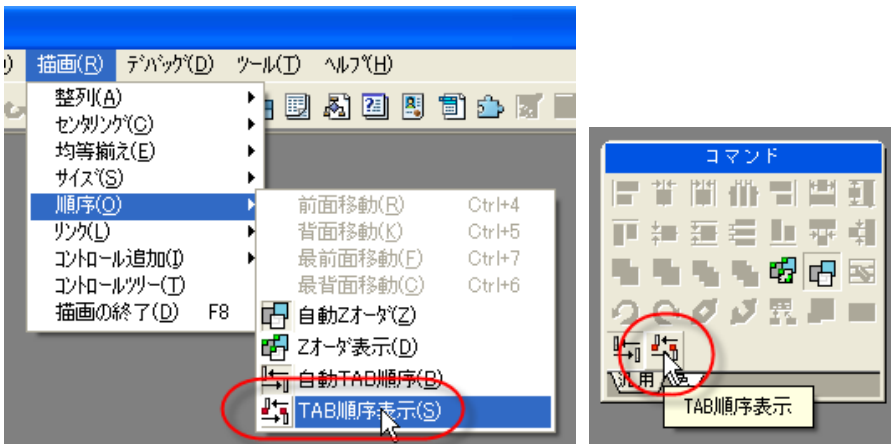 描画(R) ﾃﾞﾊﾞｯｸﾞ(D) ﾂｰﾙ(T) ﾍﾙﾌﾟ(H)
整列(A)
ｾﾝﾀﾘﾝｸﾞ(C)
均等揃え(E)
ｻｲｽﾞ(S)
順序(O)
ﾘﾝｸ(L)
ｺﾝﾄﾛｰﾙ追加(I)
ｺﾝﾄﾛｰﾙﾂﾘｰ(T)
描画の終了(D) F8
前面移動(R) Ctrl+4
背面移動(K) Ctrl+5
最前面移動(F) Ctrl+7
最背面移動(C) Ctrl+6
自動Zｵｰﾀﾞ(Z)
Zｵｰﾀﾞ表示(D)
自動TAB順序(B)
TAB順序表示(S)
コマンド
汎用
TAB順序表示